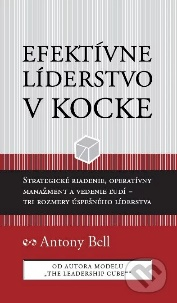 EFEKTÍVNE
LÍDERSTVO
V KOCKE
STRATEGICKÉ RIADENIE, OPERATÍVNY
MANAŽMENT A VEDENIE ĽUDÍ –
TRI ROZMERY ÚSPEŠNÉHO LÍDERSTVA
Antony Bell
OD AUTORA MODELU
„THE LEADERSHIP CUBE“
Martinus